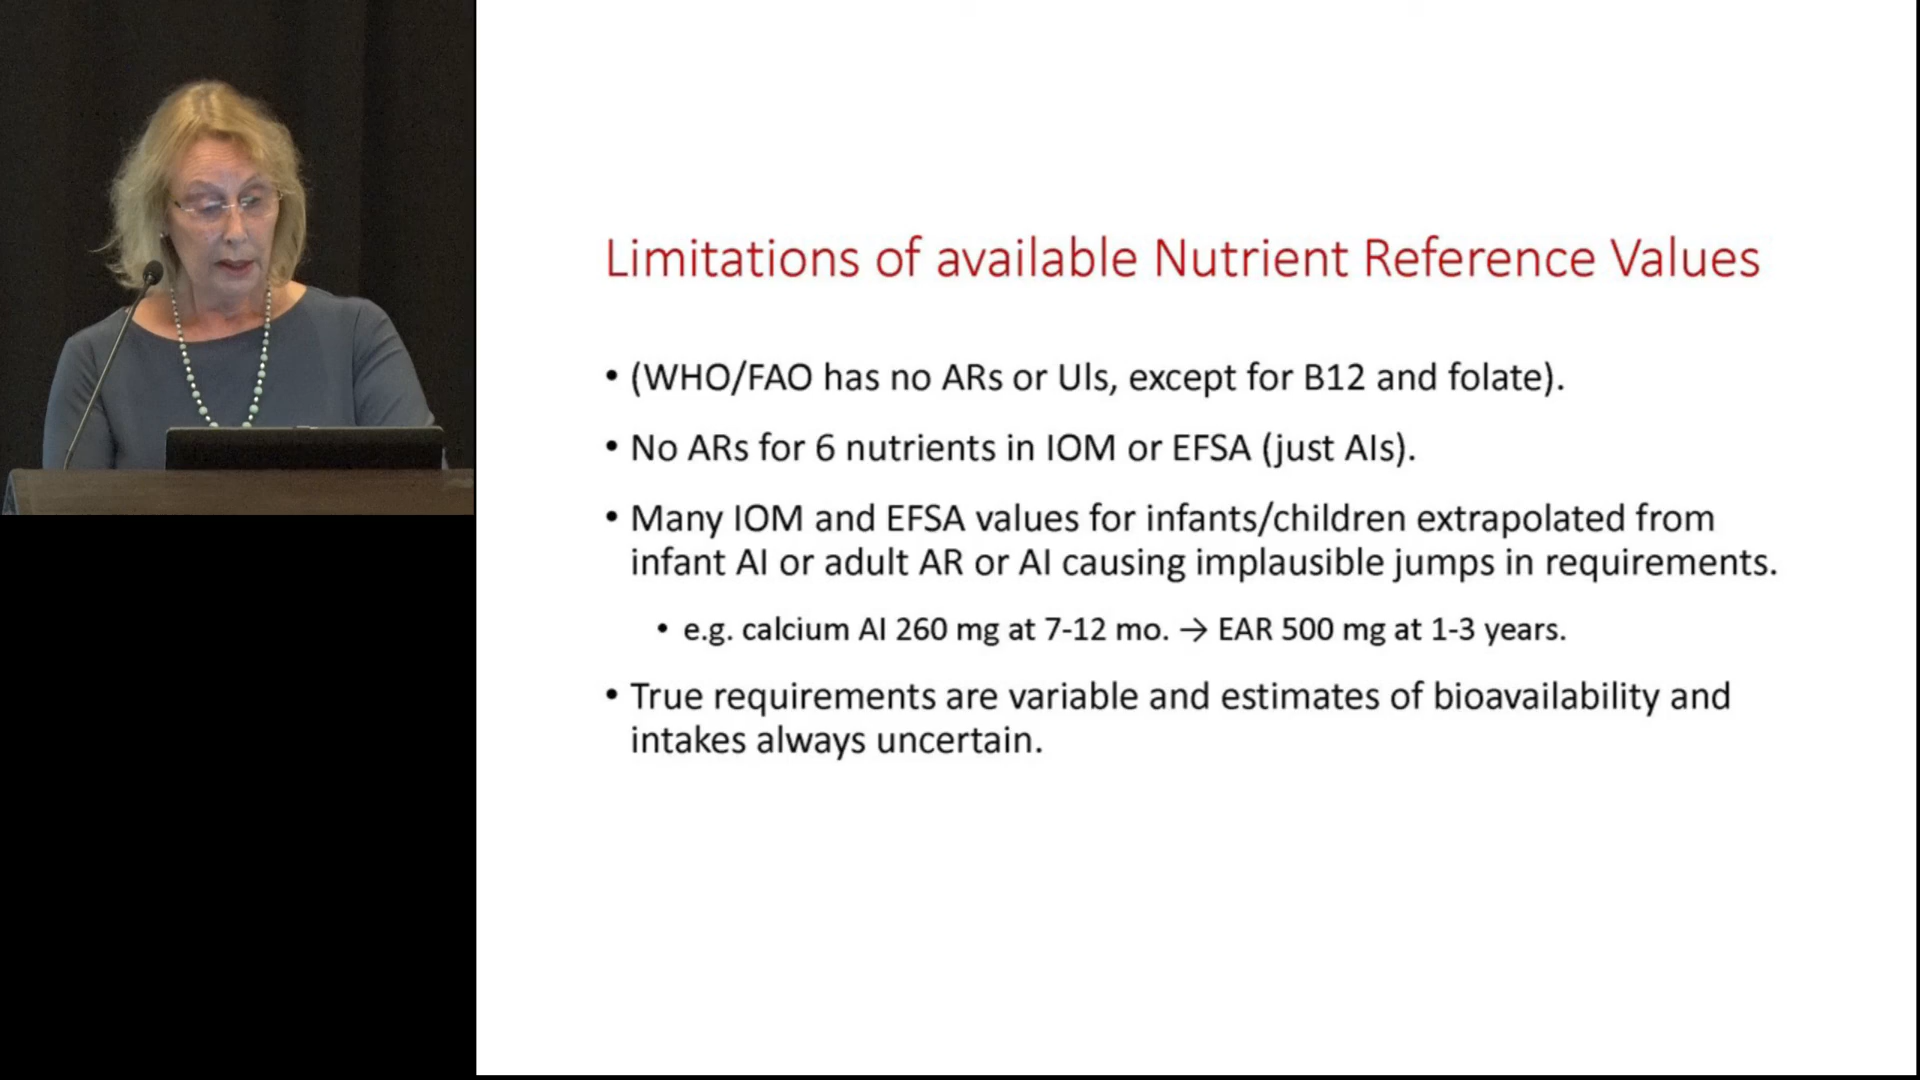 Limitations of available Nutrient Reference Values
• (WHO/FAO has no ARs or Uls, except for B12 and folate).
• No ARs for 6 nutrients in IOM or EFSA (just AIs).
• Many IOM and EFSA values for infants/children extrapolated from
infant AI or adult AR or AI causing implausible jumps in requirements.
• e.g. calcium AI 260 mg at 7-12 mo. → EAR 500 mg at 1-3 years.
• True requirements are variable and estimates of bioavailability and
intakes always uncertain.